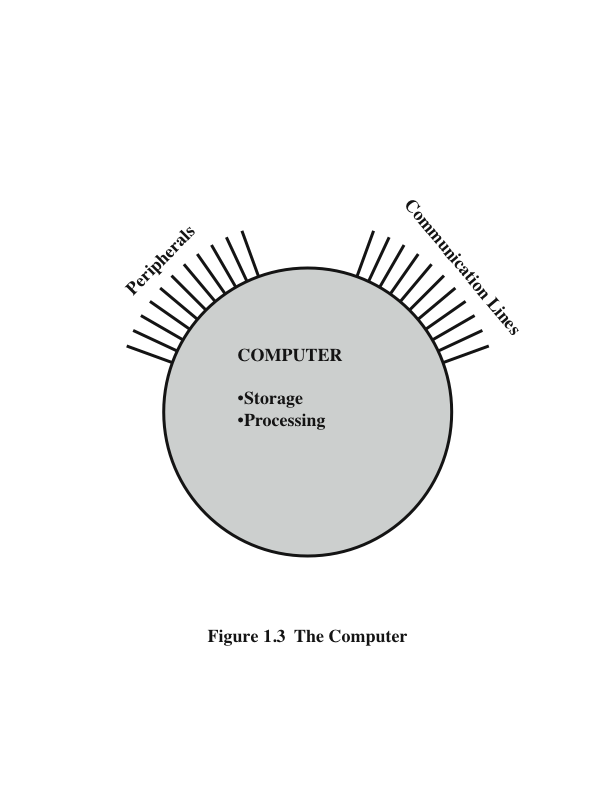 Peripherals
Communication Lines
COMPUTER
•Storage
•Processing
Figure 1.3 The Computer